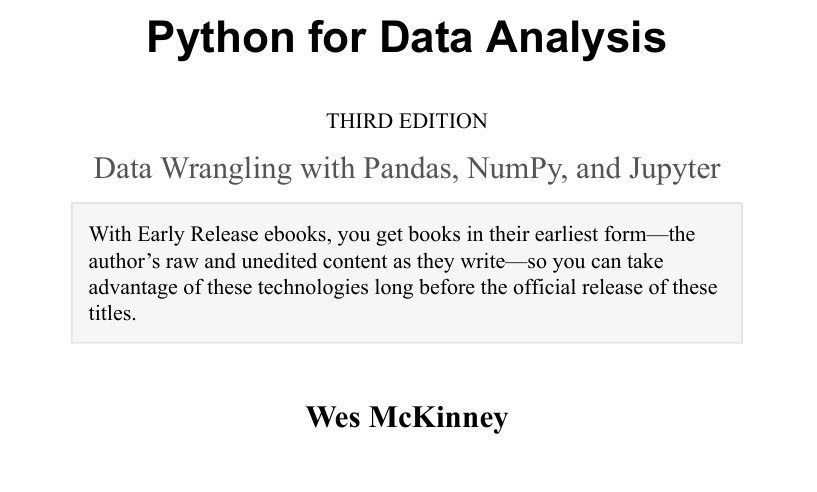 Python for Data Analysis
THIRD EDITION
Data Wrangling with Pandas, NumPy, and Jupyter
With Early Release ebooks, you get books in their earliest form—the
author’s raw and unedited content as they write—so you can take
advantage of these technologies long before the official release of these
titles.
Wes McKinney